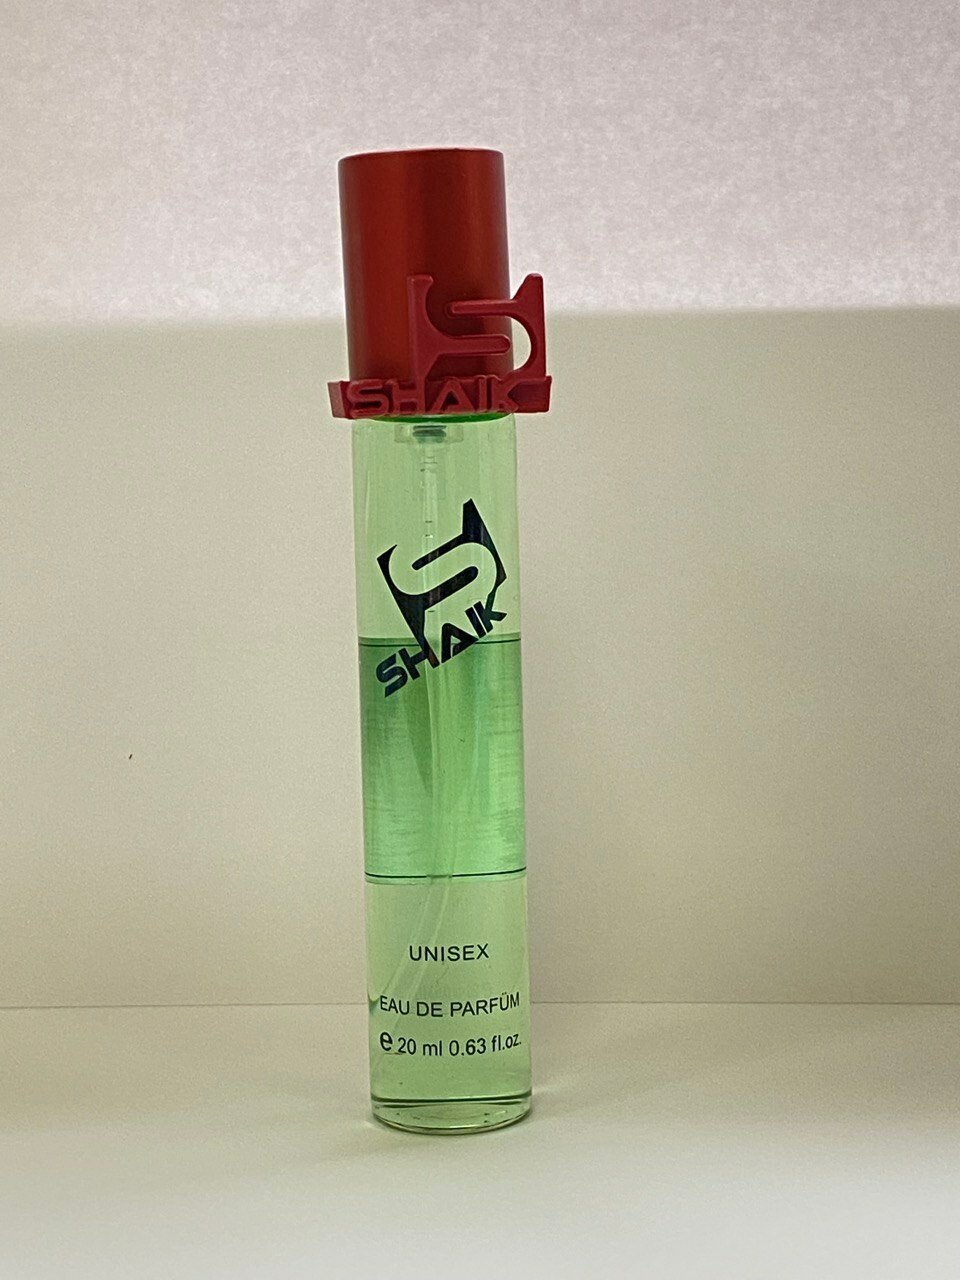 SHAIK
SHAIK
UNISEX
EAU DE PARFÜM
e 20 ml 0.63 fl.oz.